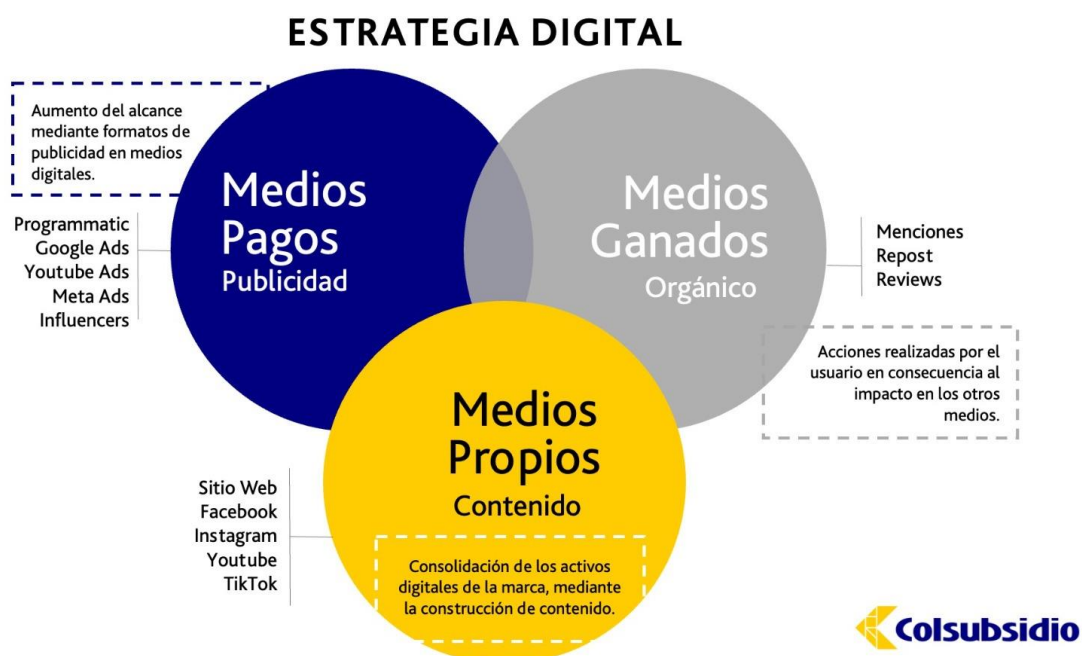 ESTRATEGIA DIGITAL
Aumento del alcance
mediante formatos de
publicidad en medios
digitales.
Medios
Pagos
Publicidad
Programmatic
Google Ads
Youtube Ads
Meta Ads
Influencers
Medios
Ganados
Orgánico
Menciones
Repost
Reviews
Acciones realizadas por el
usuario en consecuencia al
impacto en los otros
medios.
Medios
Propios
Contenido
Sitio Web
Facebook
Instagram
Youtube
TikTok
Consolidación de los activos
digitales de la marca, mediante
la construcción de contenido.
Colsubsidio